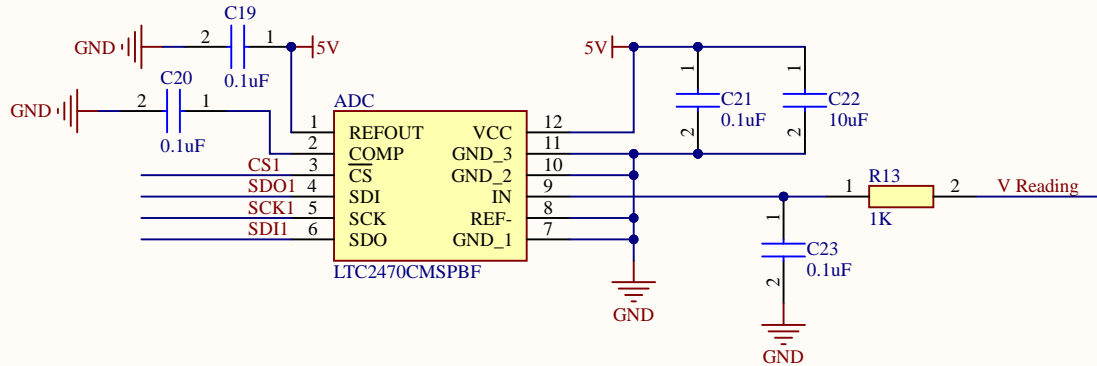 C19
GND
2
1
5V
0.1uF
C20
GND
2
1
0.1uF
5V
1
C21
0.1uF
2
1
C22
10uF
2
ADC
1 REFOUT VCC 12
2 COMP GND_3 11
CS1 3 CS GND_2 10
SDO1 4 SDI IN 9
SCK1 5 SCK REF- 8
SDI1 6 SDO GND_1 7
LTC2470CMSPBF
GND
R13
1 2
1K
V Reading
1
C23
0.1uF
2
GND